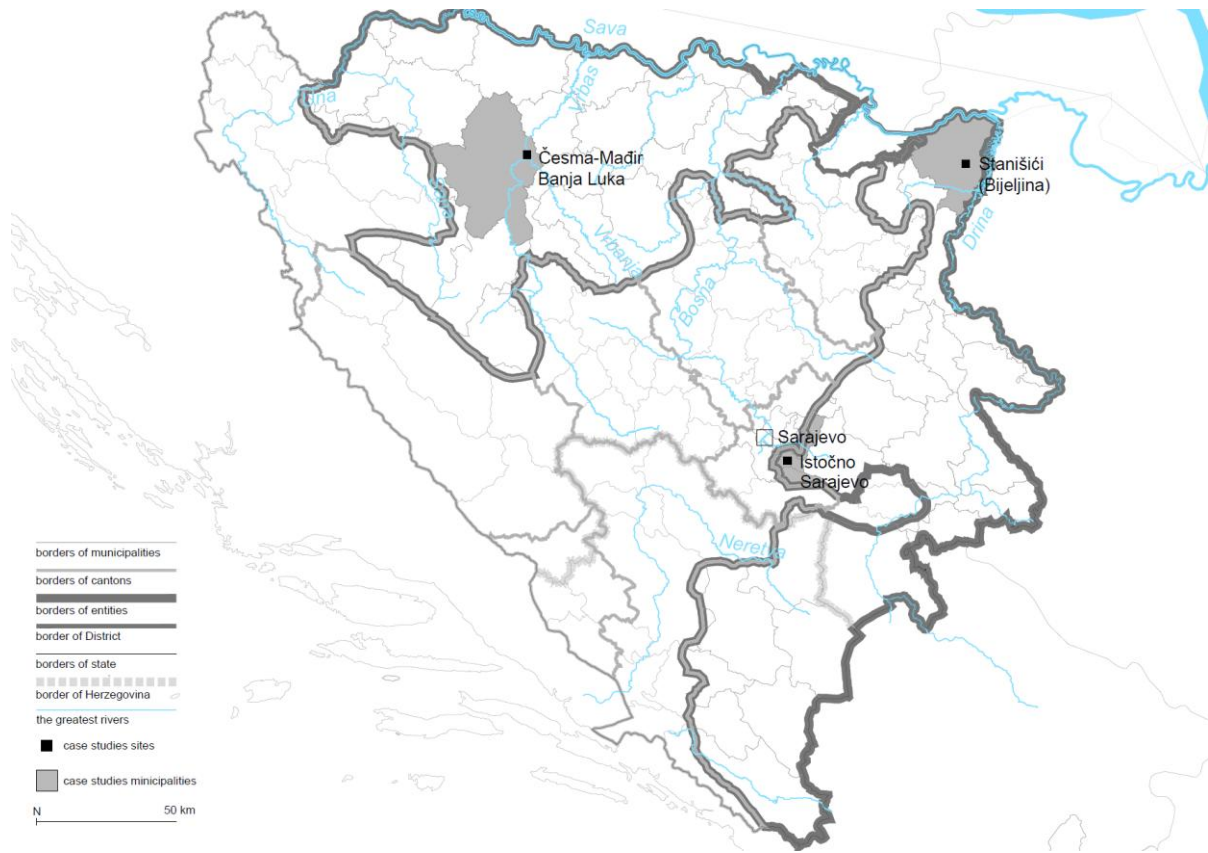 Sava
Una
Vrbas
Česma-Mađir
Banja Luka
Stanišići
(Bijeljina)
Drina
Vrbanja
Bosna
Sarajevo
Istočno
Sarajevo
Neretva
borders of municipalities
borders of cantons
borders of entities
border of District
borders of state
border of Herzegovina
the greatest rivers
case studies sites
case studies minicipalities
N
50 km